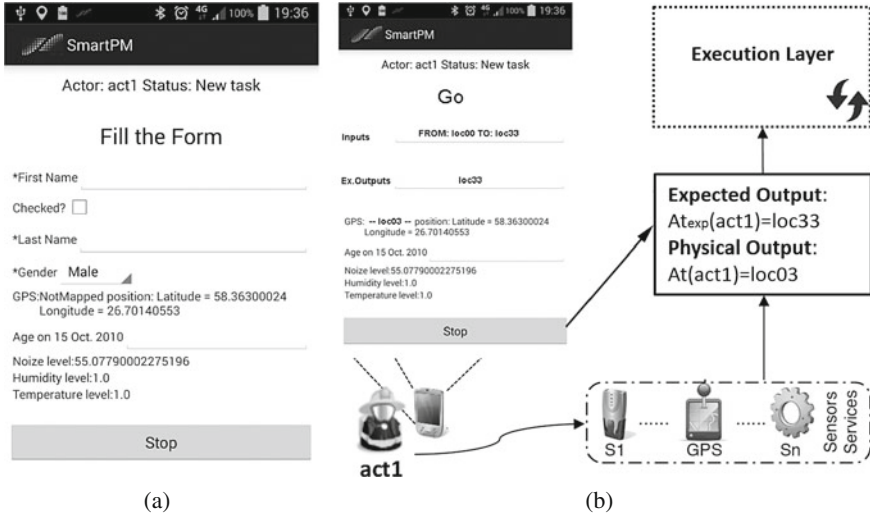 4G 100% 19:36
SmartPM
Actor: act1 Status: New task
Fill the Form
*First Name
Checked?
*Last Name
*Gender Male
GPS:NotMapped position: Latitude = 58.36300024
Longitude = 26.70140553
Age on 15 Oct. 2010
Noize level:55.07790002275196
Humidity level:1.0
Temperature level:1.0
Stop
(a)
4G 100% 19:36
SmartPM
Actor: act1 Status: New task
Go
Inputs FROM: loc00 TO: loc33
Ex.Outputs loc33
GPS: -- loc03 -- position: Latitude = 58.36300024
Longitude = 26.70140553
Age on 15 Oct. 2010
Noize level:55.07790002275196
Humidity level:1.0
Temperature level:1.0
Stop
act1
Execution Layer
Expected Output:
Atexp(act1)=loc33
Physical Output:
At(act1)=loc03
S1 GPS Sn
Sensors
Services
(b)